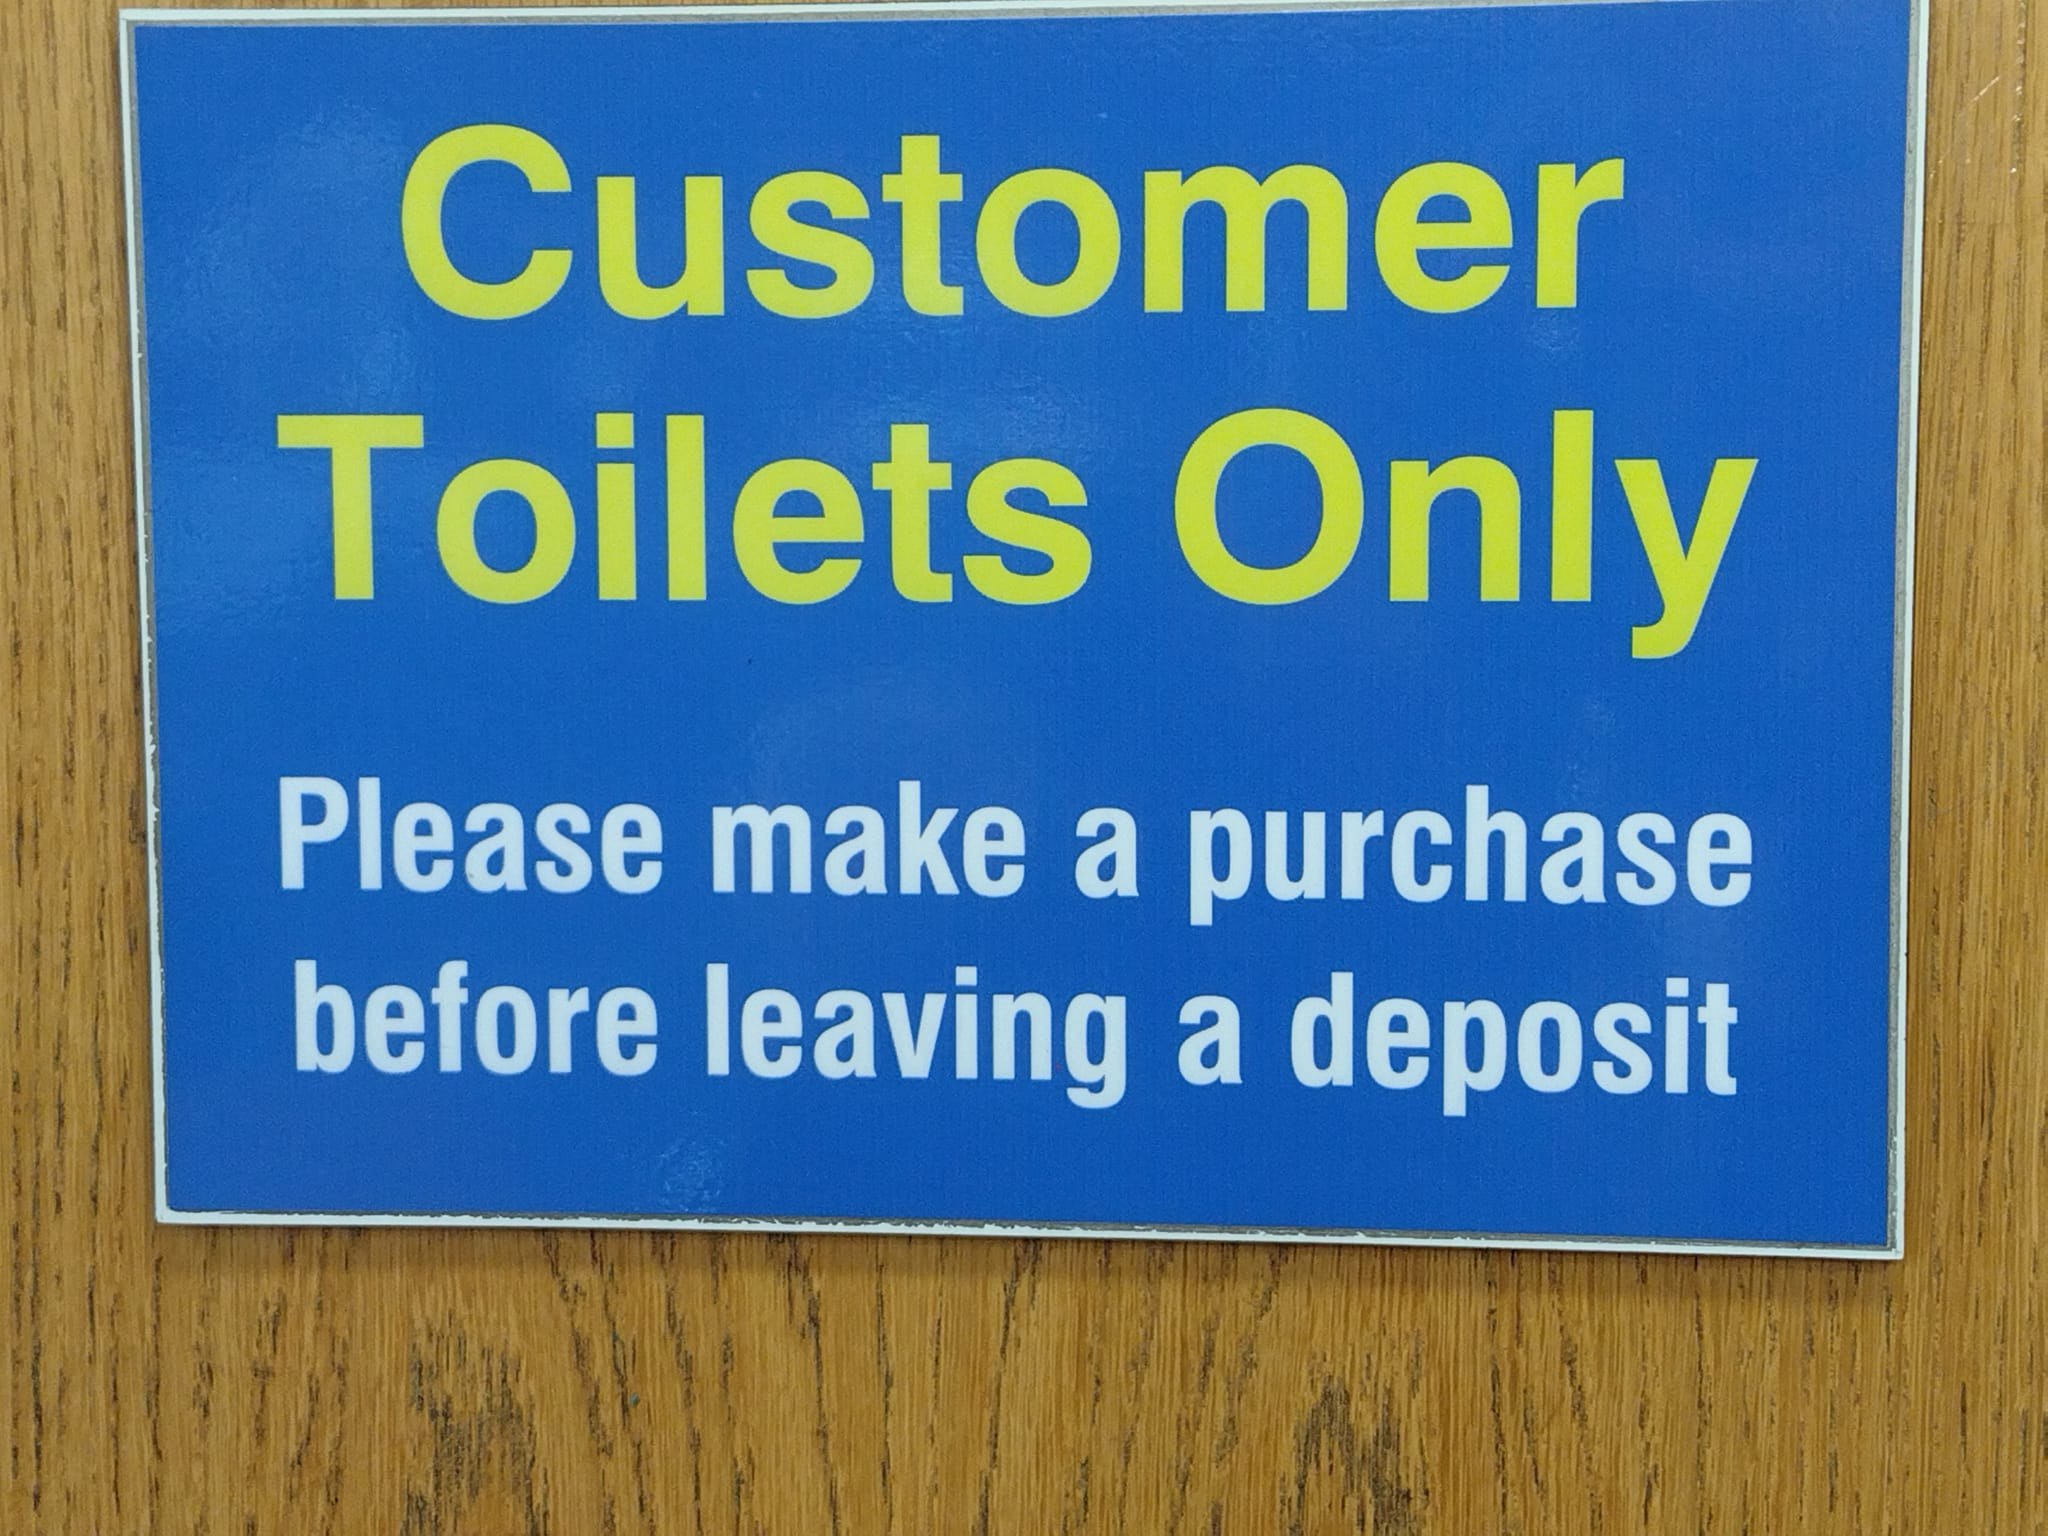 Customer
Toilets Only
Please make a purchase
before leaving a deposit